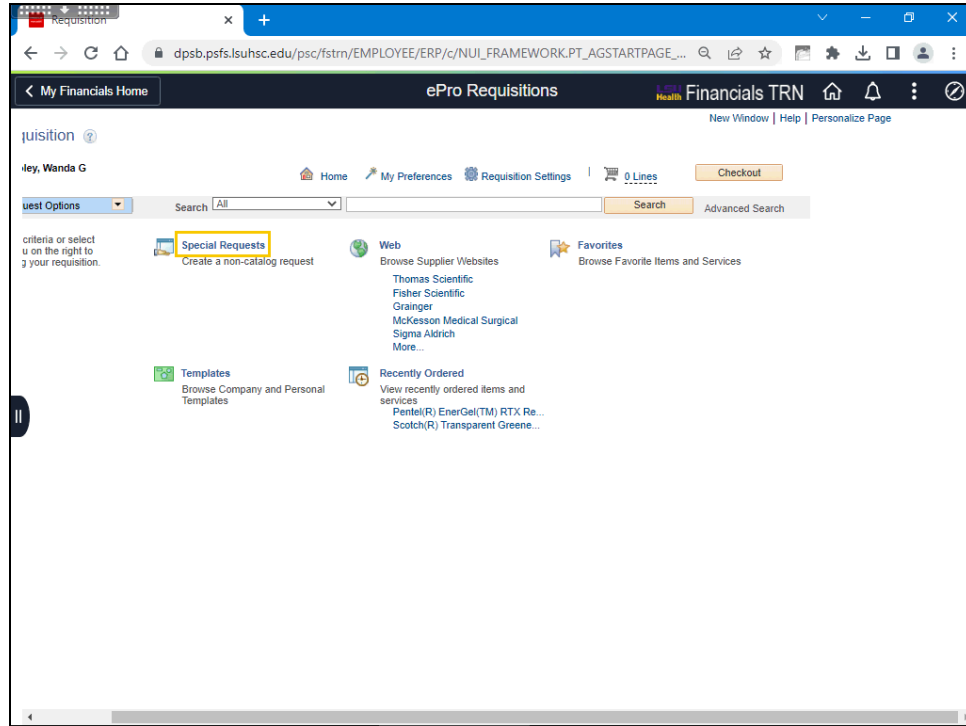 Requisition
dpsb.psfs.lsuhsc.edu/psc/fstrn/EMPLOYEE/ERP/c/NUI_FRAMEWORK.PT_AGSTARTPAGE_...
My Financials Home
ePro Requisitions
Health Financials TRN
New Window | Help | Personalize Page
quisition
ley, Wanda G
Home
My Preferences
Requisition Settings
0 Lines
Checkout
uest Options
Search
All
Search
Advanced Search
criteria or select
u on the right to
g your requisition.
Special Requests
Create a non-catalog request
Web
Browse Supplier Websites
Thomas Scientific
Fisher Scientific
Grainger
McKesson Medical Surgical
Sigma Aldrich
More...
Favorites
Browse Favorite Items and Services
Templates
Browse Company and Personal
Templates
Recently Ordered
View recently ordered items and
services
Pentel(R) EnerGel(TM) RTX Re...
Scotch(R) Transparent Greene...